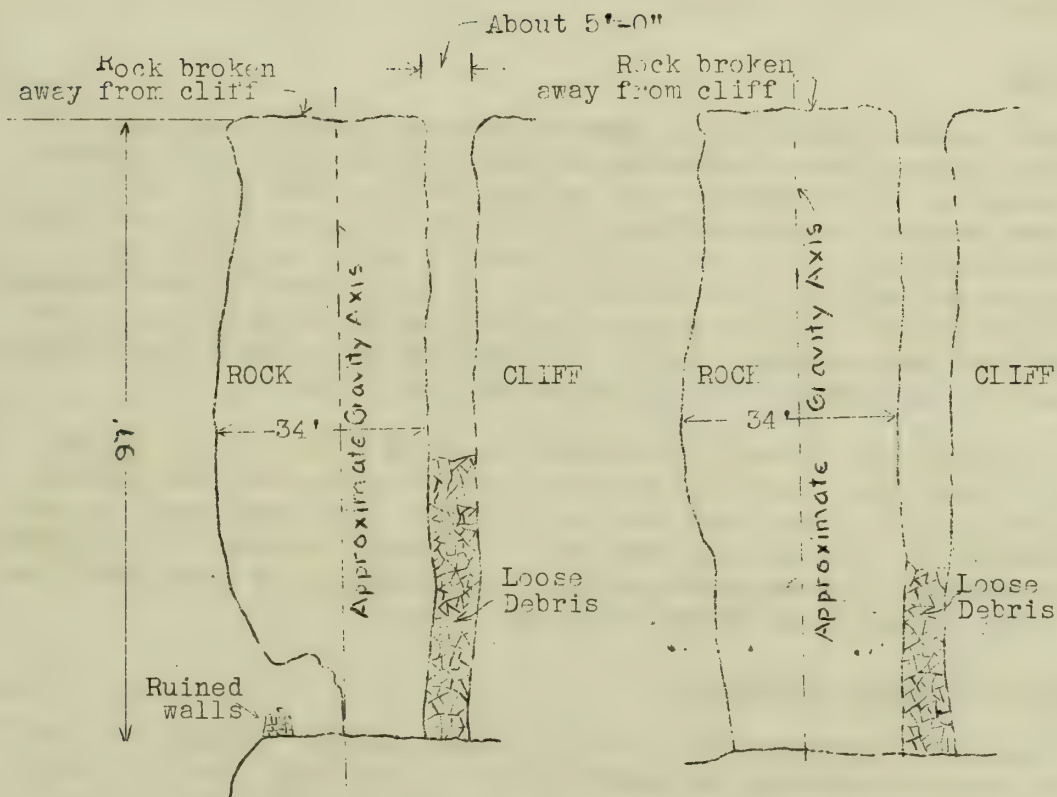 About 5'-0"
Rock broken
away from cliff
Rock broken
away from cliff
97'
ROCK
34'
Approximate Gravity Axis
CLIFF
Loose
Debris
Ruined
walls
ROCK
34'
Approximate Gravity Axis
CLIFF
Loose
Debris